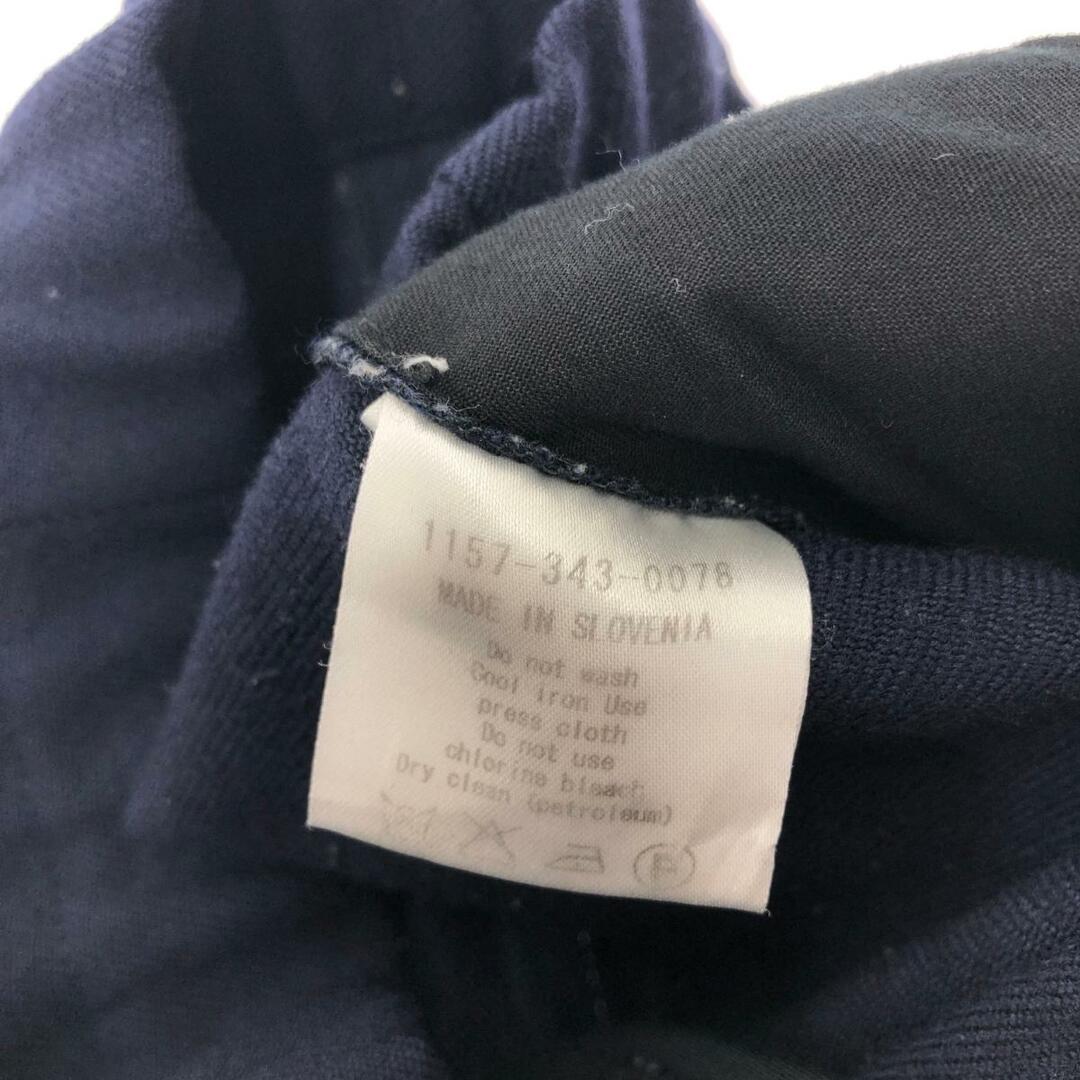 1157-343-0076
MADE IN SLOVENIA
Do not wash
Cool iron Use
press cloth
Do not use
chlorine bleach
Dry clean (petroleum)
F